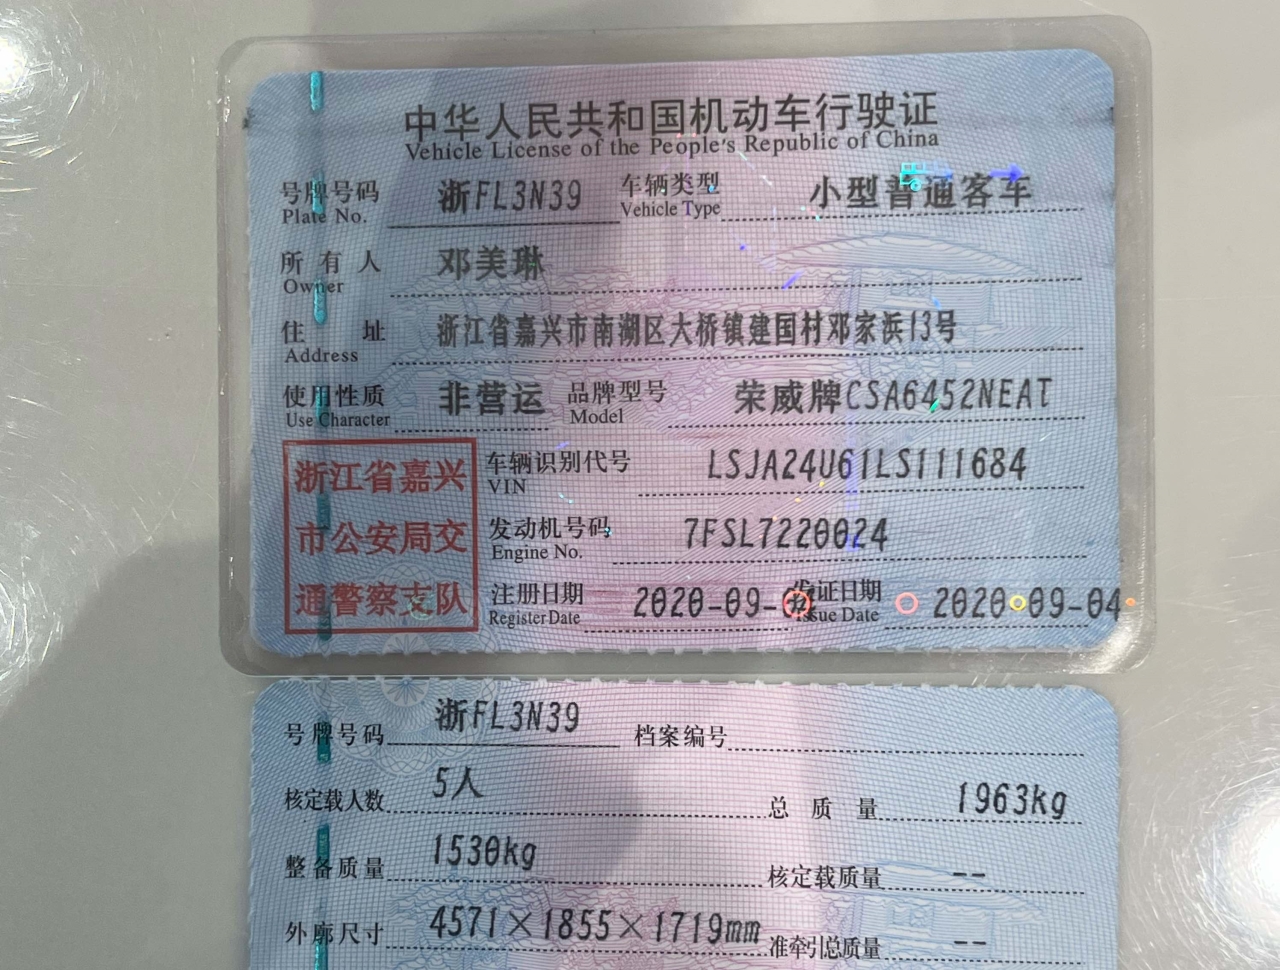 中华人民共和国机动车行驶证
Vehicle License of the People's Republic of China
号牌号码 浙FL3N39 车辆类型 小型普通客车
Plate No. Vehicle Type
所有人 邓美琳
Owner
住址 浙江省嘉兴市南湖区大桥镇建国村邓家浜13号
Address
使用性质 非营运 品牌型号 荣威牌CSA6452NEAT
Use Character Model
浙江省嘉兴
市公安局交
通警察支队
车辆识别代号 LSJA24U61LS111684
VIN
发动机号码 7FSL7220024
Engine No.
注册日期 2020-09- 发证日期 2020-09-04
Register Date Issue Date
号牌号码 浙FL3N39 档案编号
核定载人数 5人 总质量 1963kg
整备质量 1530kg 核定载质量 --
外廓尺寸 4571×1855×1719mm 准牵引总质量 --